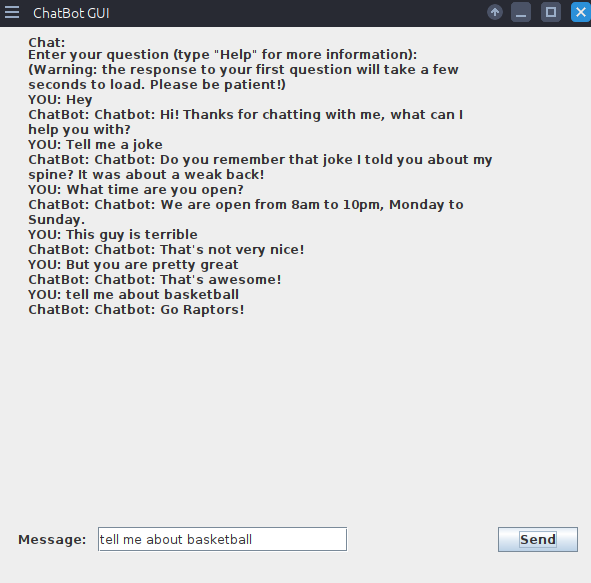 ChatBot GUI
Chat:
Enter your question (type "Help" for more information):
(Warning: the response to your first question will take a few
seconds to load. Please be patient!)
YOU: Hey
ChatBot: Chatbot: Hi! Thanks for chatting with me, what can I
help you with?
YOU: Tell me a joke
ChatBot: Chatbot: Do you remember that joke I told you about my
spine? It was about a weak back!
YOU: What time are you open?
ChatBot: Chatbot: We are open from 8am to 10pm, Monday to
Sunday.
YOU: This guy is terrible
ChatBot: Chatbot: That's not very nice!
YOU: But you are pretty great
ChatBot: Chatbot: That's awesome!
YOU: tell me about basketball
ChatBot: Chatbot: Go Raptors!
Message: tell me about basketball Send